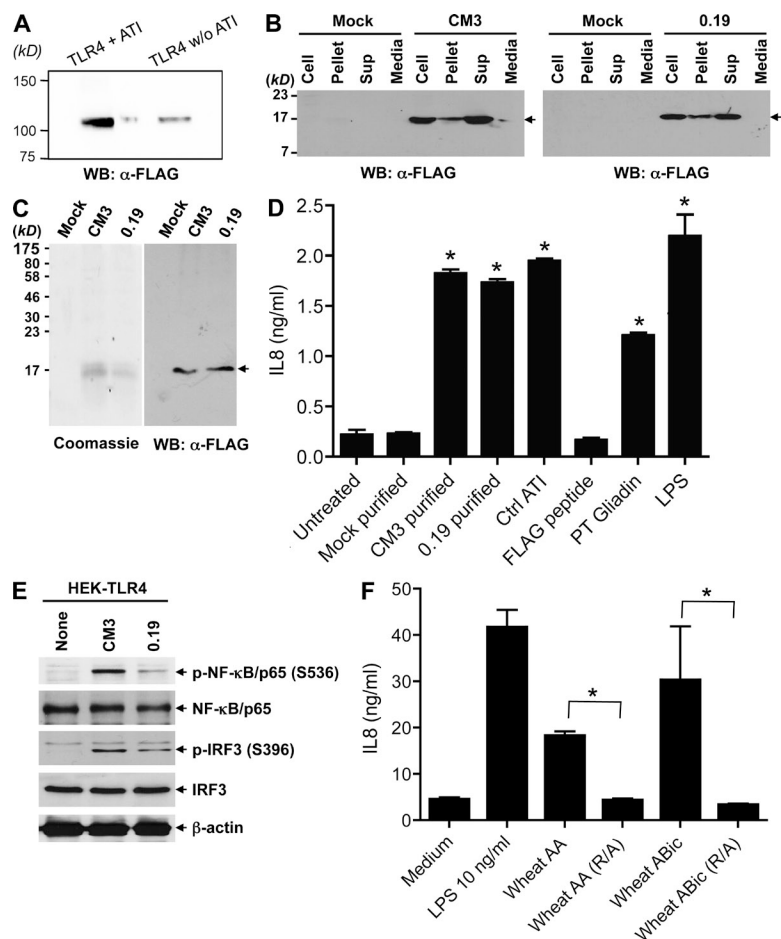 A
(kD)
TLR4 + ATI
TLR4 w/o ATI
150
100
75
WB: α-FLAG
B
Mock
CM3
Mock
0.19
(kD)
Cell
Pellet
Sup
Media
Cell
Pellet
Sup
Media
Cell
Pellet
Sup
Media
Cell
Pellet
Sup
Media
23
17
7
WB: α-FLAG
WB: α-FLAG
C
(kD)
Mock
CM3
0.19
Mock
CM3
0.19
175
80
58
46
30
23
17
Coomassie
WB: α-FLAG
D
IL8 (ng/ml)
2.5
2.0
1.5
1.0
0.5
0.0
*
*
*
*
*
Untreated
Mock purified
CM3 purified
0.19 purified
Ctrl ATI
FLAG peptide
PT Gliadin
LPS
E
HEK-TLR4
None
CM3
0.19
p-NF-κB/p65 (S536)
NF-κB/p65
p-IRF3 (S396)
IRF3
β-actin
F
IL8 (ng/ml)
50
40
30
20
10
0
*
*
Medium
LPS 10 ng/ml
Wheat AA
Wheat AA (R/A)
Wheat ABic
Wheat ABic (R/A)